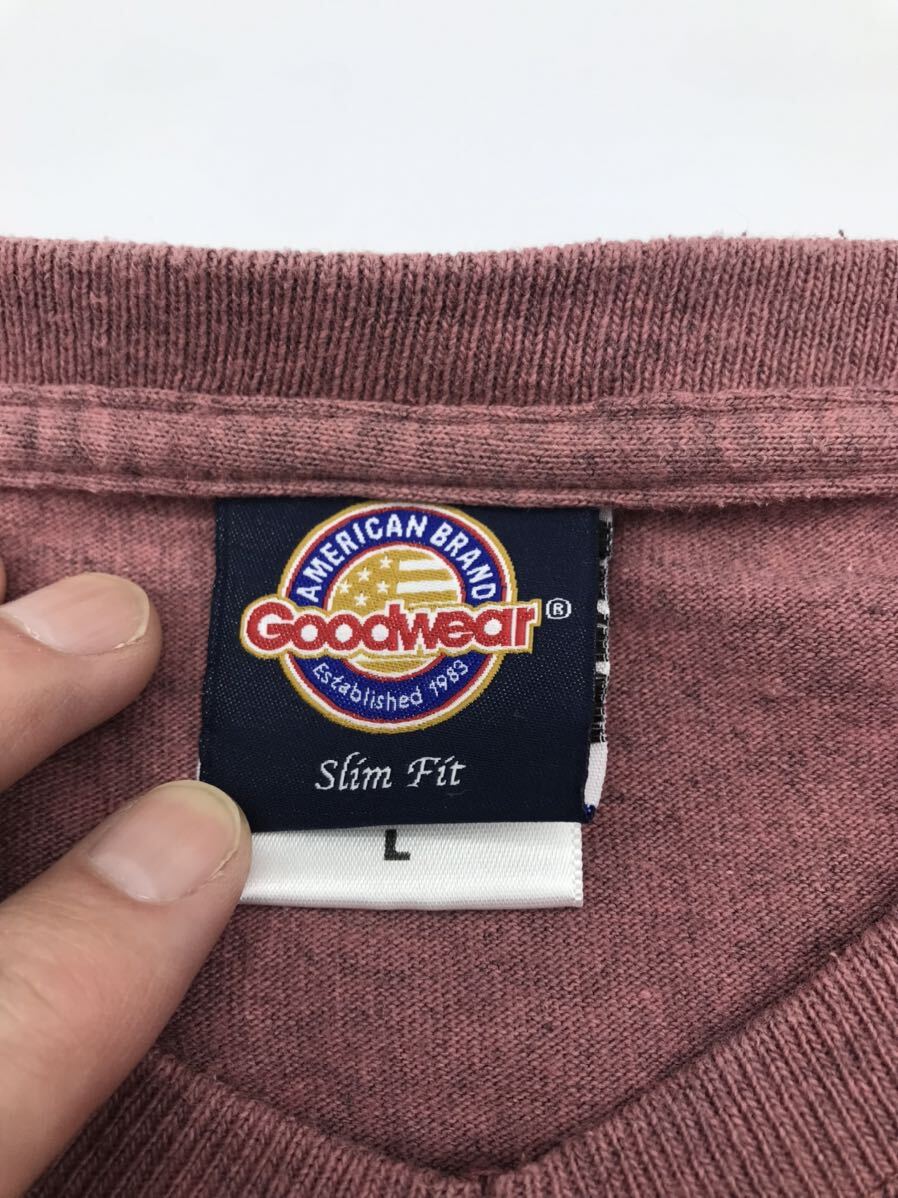 AMERICAN BRAND
Goodwear®
Established 1983
Slim Fit
L